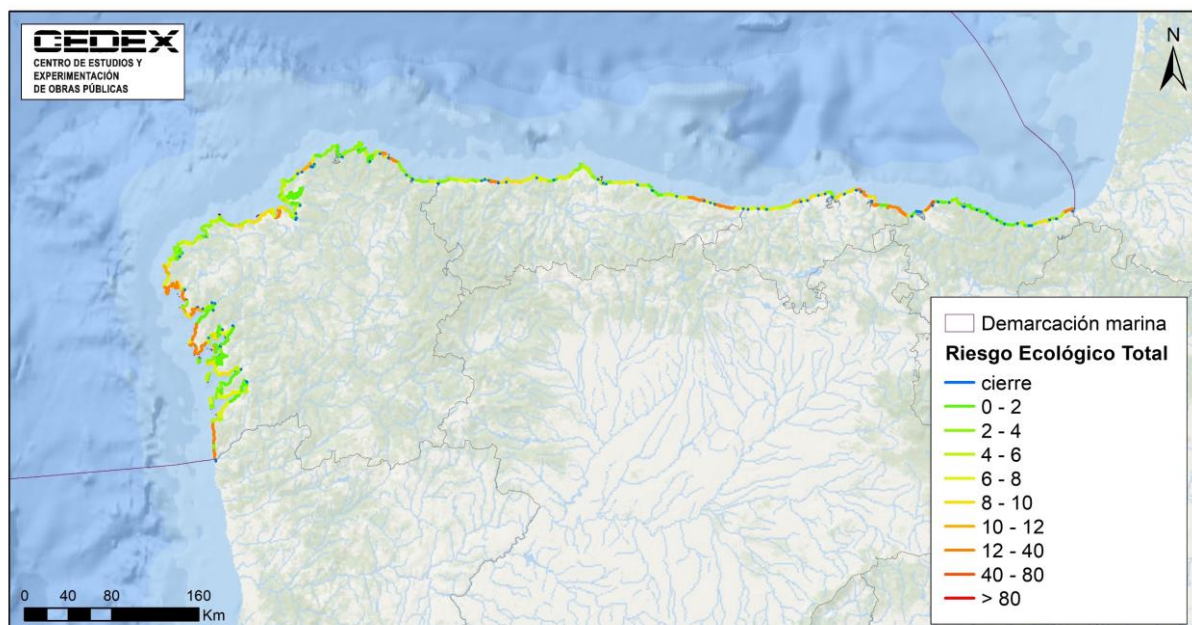 CEDEX
CENTRO DE ESTUDIOS Y
EXPERIMENTACIÓN
DE OBRAS PÚBLICAS
N
Demarcación marina
Riesgo Ecológico Total
cierre
0 - 2
2 - 4
4 - 6
6 - 8
8 - 10
10 - 12
12 - 40
40 - 80
> 80
0 40 80 160
Km